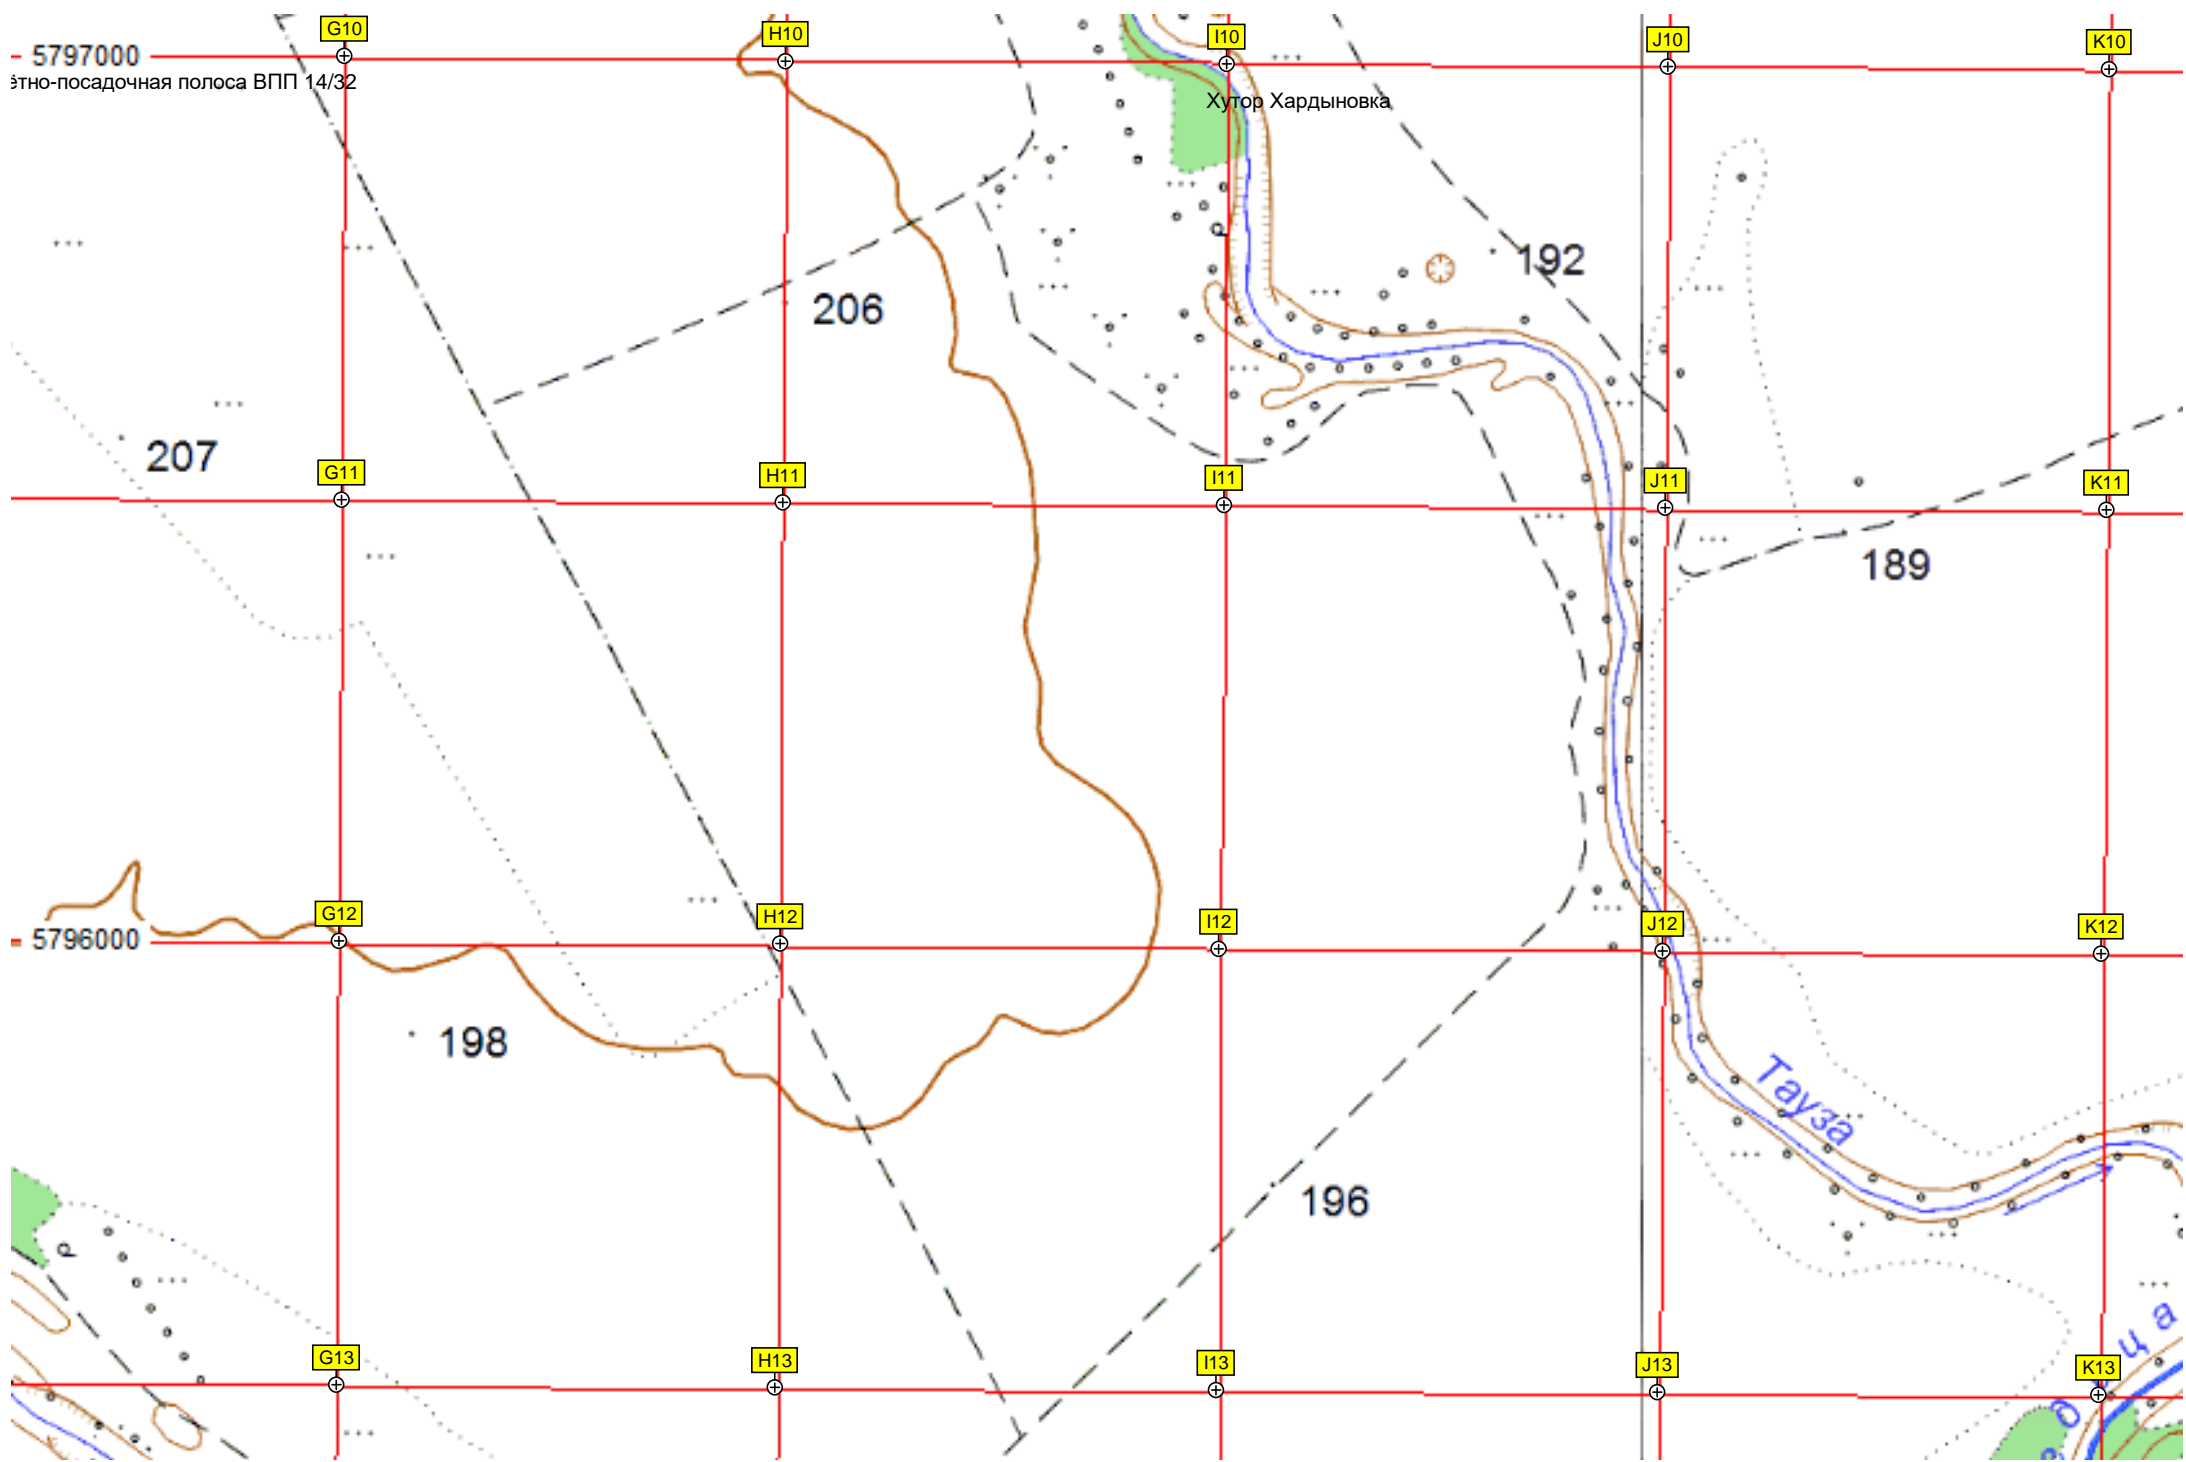 G10
H10
I10
J10
K10
5797000
ётно-посадочная полоса ВПП 14/32
Хутор Хардыновка
192
206
207
G11
H11
I11
J11
K11
189
G12
H12
I12
J12
K12
5796000
198
Тауза
196
G13
H13
I13
J13
K13
ца